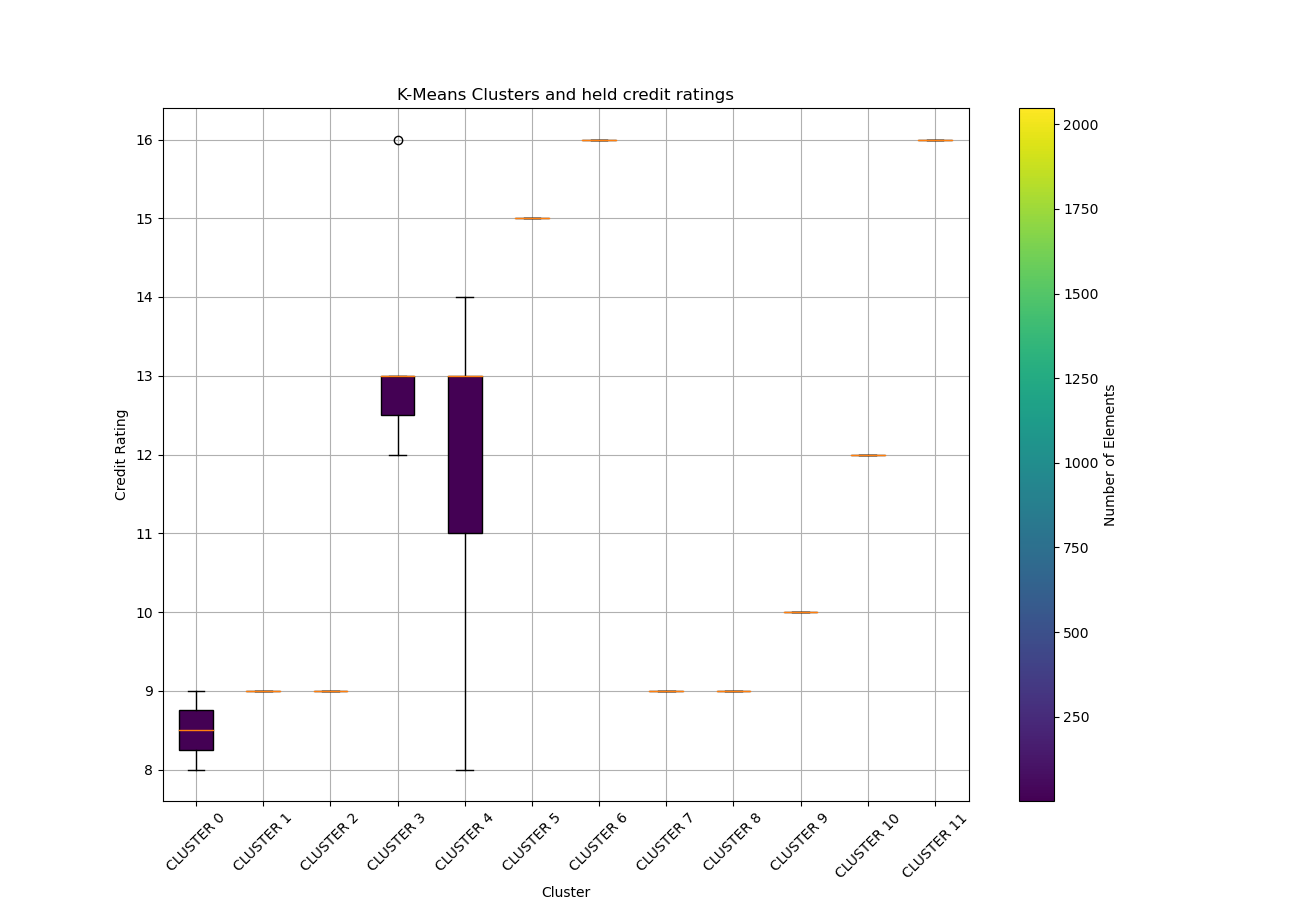 K-Means Clusters and held credit ratings
Credit Rating
16
15
14
13
12
11
10
9
8
CLUSTER 0
CLUSTER 1
CLUSTER 2
CLUSTER 3
CLUSTER 4
CLUSTER 5
CLUSTER 6
CLUSTER 7
CLUSTER 8
CLUSTER 9
CLUSTER 10
CLUSTER 11
Cluster
2000
1750
1500
1250
1000
750
500
250
Number of Elements